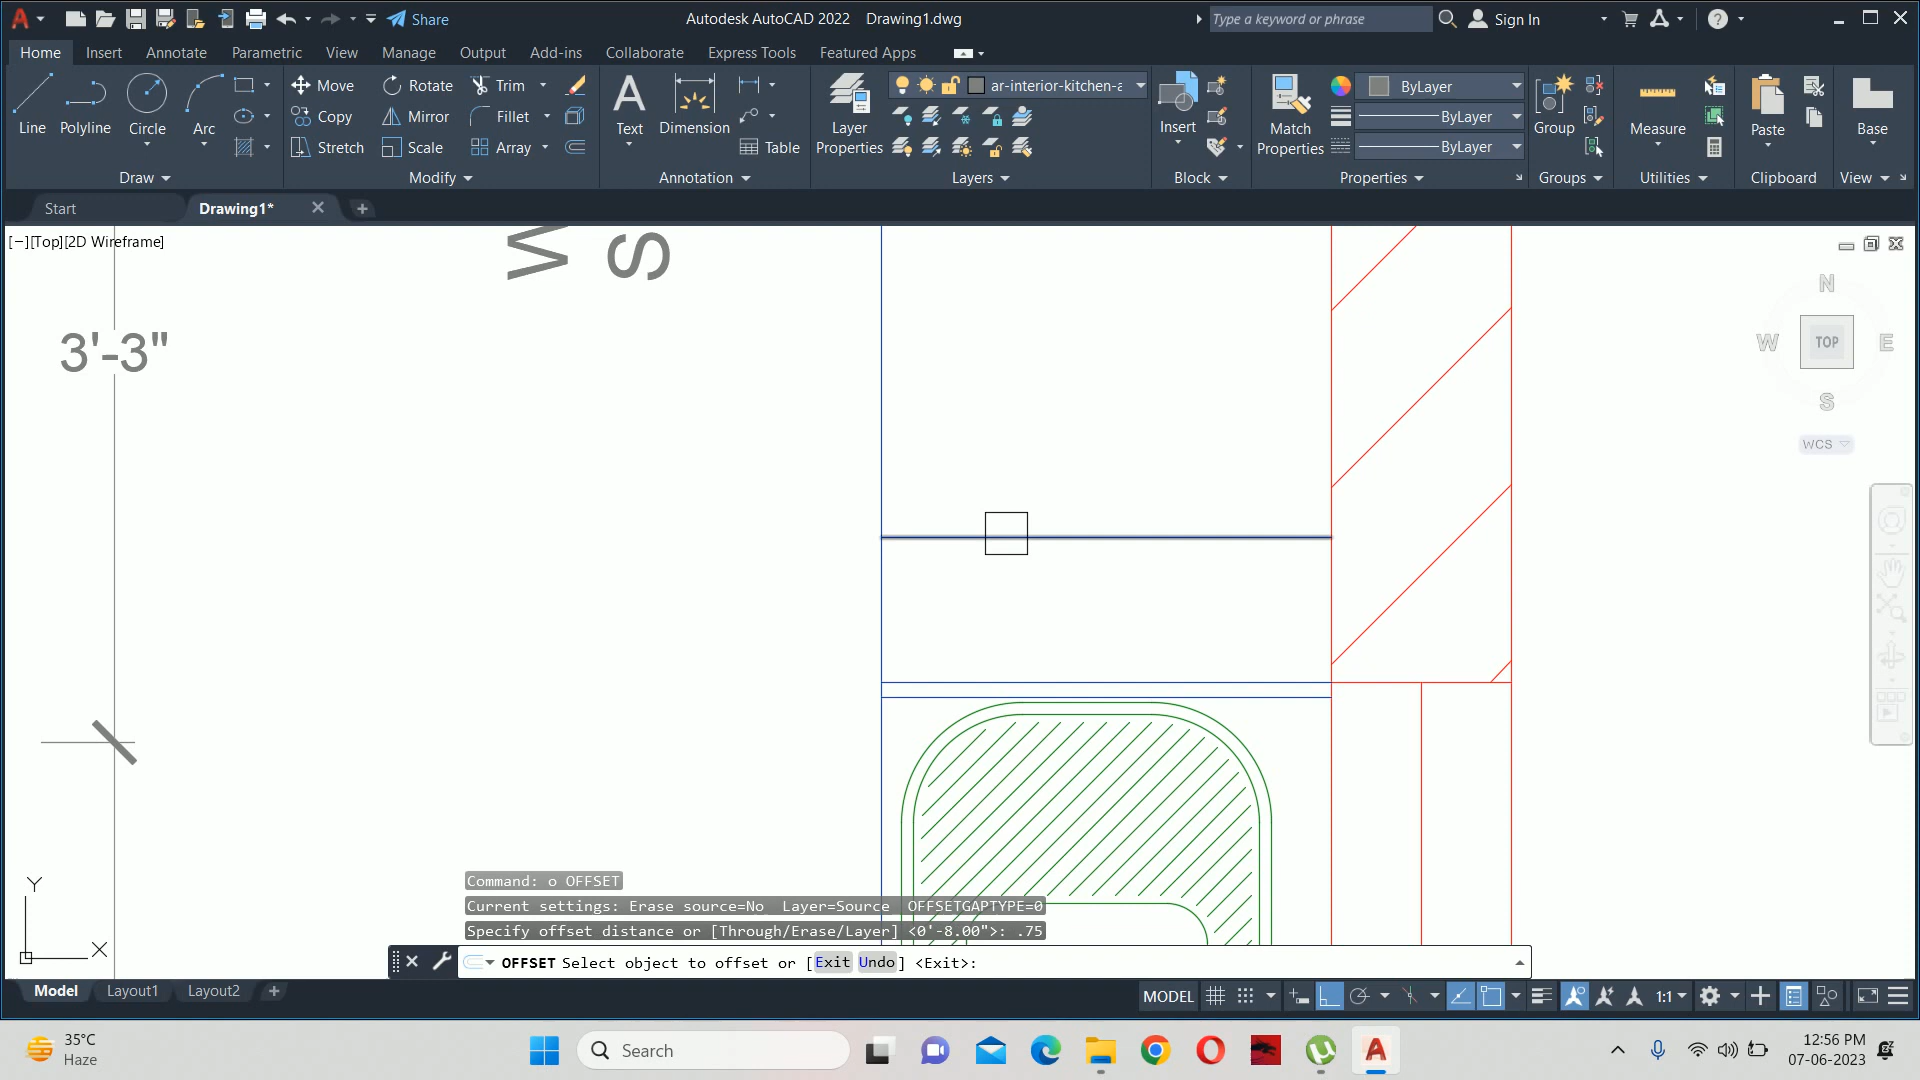 Share
Autodesk AutoCAD 2022 Drawing1.dwg
Type a keyword or phrase
Sign In
Home Insert Annotate Parametric View Manage Output Add-ins Collaborate Express Tools Featured Apps
Line
Polyline
Circle
Arc
Move
Copy
Stretch
Rotate
Mirror
Scale
Trim
Fillet
Array
Text
Dimension
Table
Layer
Properties
ar-interior-kitchen-a
Insert
Match
Properties
ByLayer
ByLayer
ByLayer
Group
Measure
Paste
Base
Draw Modify Annotation Layers Block Properties Groups Utilities Clipboard View
Start
Drawing1*
[−][Top][2D Wireframe]
W
S
3'-3"
N
W
TOP
E
S
WCS
Y
X
Command: o OFFSET
Current settings: Erase source=No Layer=Source OFFSETGAPTYPE=0
Specify offset distance or [Through/Erase/Layer] <0'-8.00">: .75
OFFSET Select object to offset or [Exit Undo] <Exit>:
Model Layout1 Layout2
MODEL
1:1
35°C
Haze
Search
12:56 PM
07-06-2023